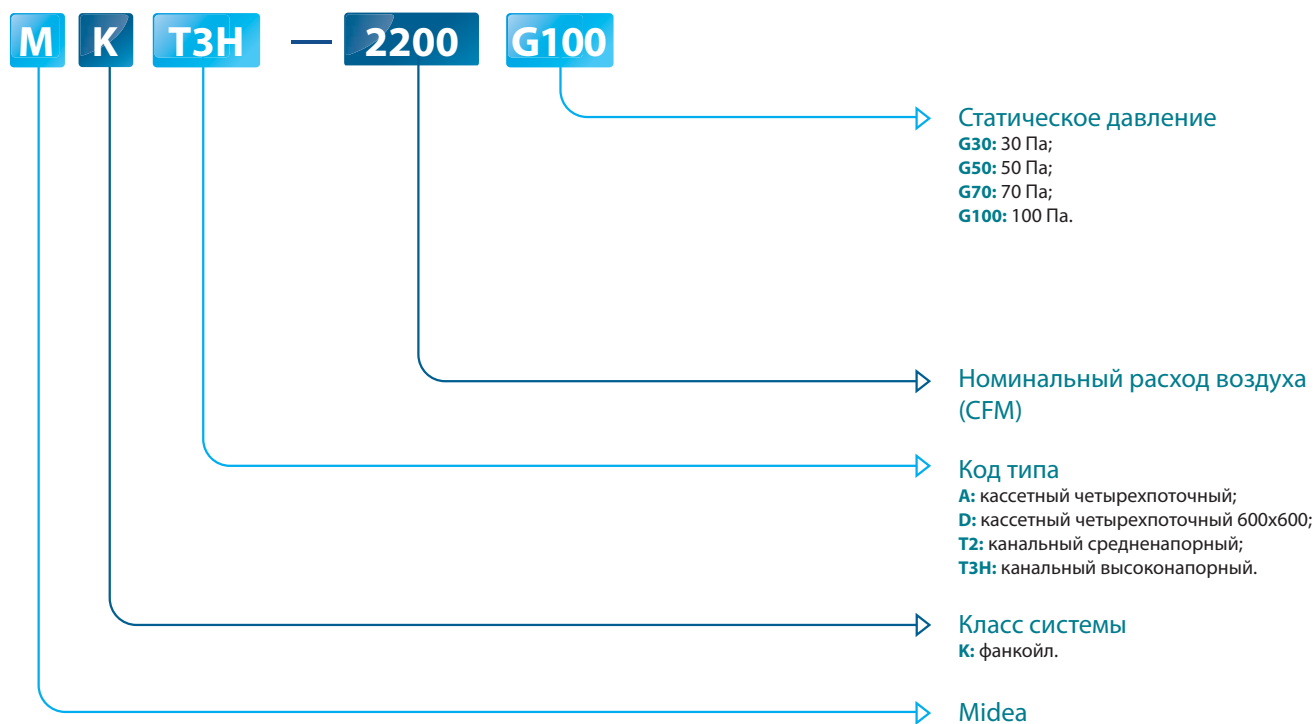 M K T3H — 2200 G100
Статическое давление
G30: 30 Па;
G50: 50 Па;
G70: 70 Па;
G100: 100 Па.
Номинальный расход воздуха
(CFM)
Код типа
A: кассетный четырехпоточный;
D: кассетный четырехпоточный 600x600;
T2: канальный средненапорный;
T3H: канальный высоконапорный.
Класс системы
K: фанкойл.
Midea